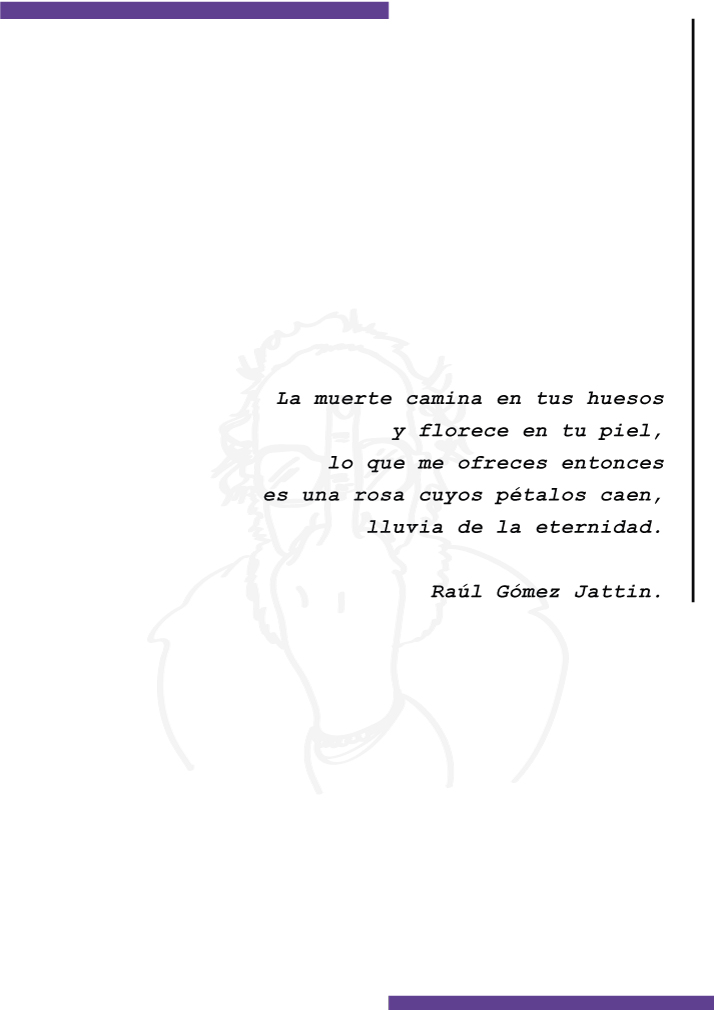 La muerte camina en tus huesos
y florece en tu piel,
lo que me ofreces entonces
es una rosa cuyos pétalos caen,
lluvia de la eternidad.
Raúl Gómez Jattin.